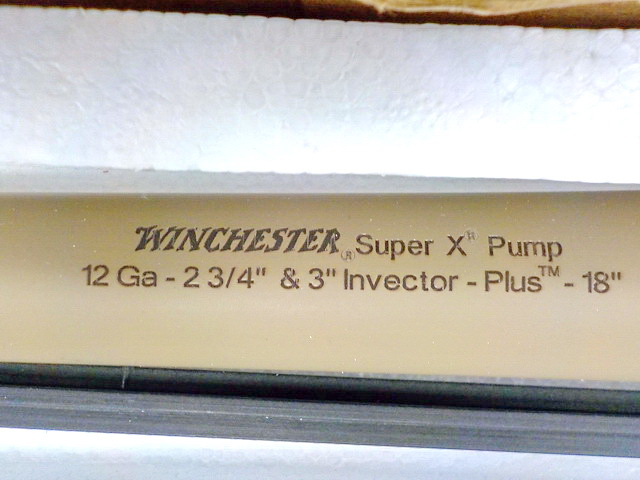 WINCHESTER® Super X® Pump
12 Ga - 2 3/4" & 3" Invector - Plus™ - 18"